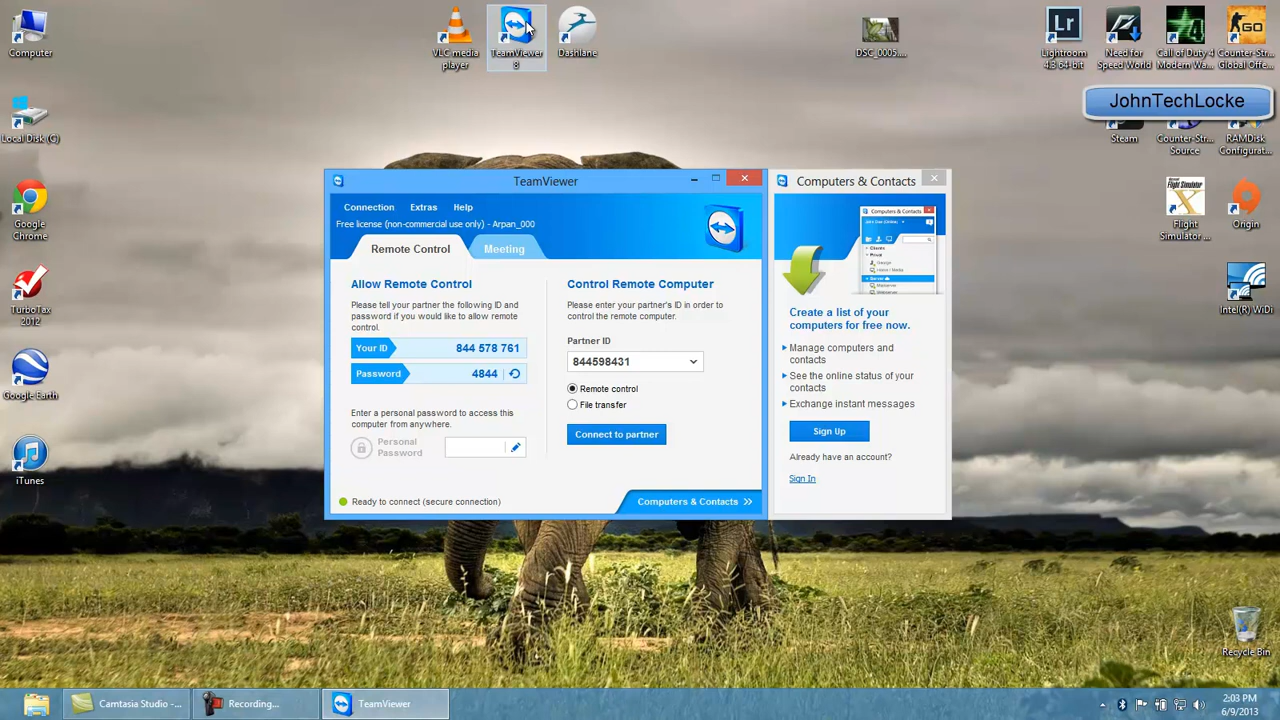 Computer
VLC media
player
TeamViewer
8
Dashlane
DSC_0005....
Lightroom
4.3 64-bit
Need for
Speed World
Call of Duty 4
Modern Wa...
Counter-Str...
Global Offe...
JohnTechLocke
Local Disk (C)
Steam
Counter-Str...
Source
RAMDisk
Configurat...
Google
Chrome
Flight
Simulator ...
Origin
TurboTax
2012
Intel(R) WiDi
Google Earth
iTunes
Recycle Bin
TeamViewer
Connection
Extras
Help
Free license (non-commercial use only) - Arpan_000
Remote Control
Meeting
Allow Remote Control
Please tell your partner the following ID and
password if you would like to allow remote
control.
Your ID
844 578 761
Password
4844
Enter a personal password to access this
computer from anywhere.
Personal
Password
Control Remote Computer
Please enter your partner's ID in order to
control the remote computer.
Partner ID
844598431
Remote control
File transfer
Connect to partner
Ready to connect (secure connection)
Computers & Contacts >>
Computers & Contacts
Computers & Contacts
Create a list of your
computers for free now.
Manage computers and
contacts
See the online status of your
contacts
Exchange instant messages
Sign Up
Already have an account?
Sign In
Camtasia Studio -...
Recording...
TeamViewer
2:03 PM
6/9/2013